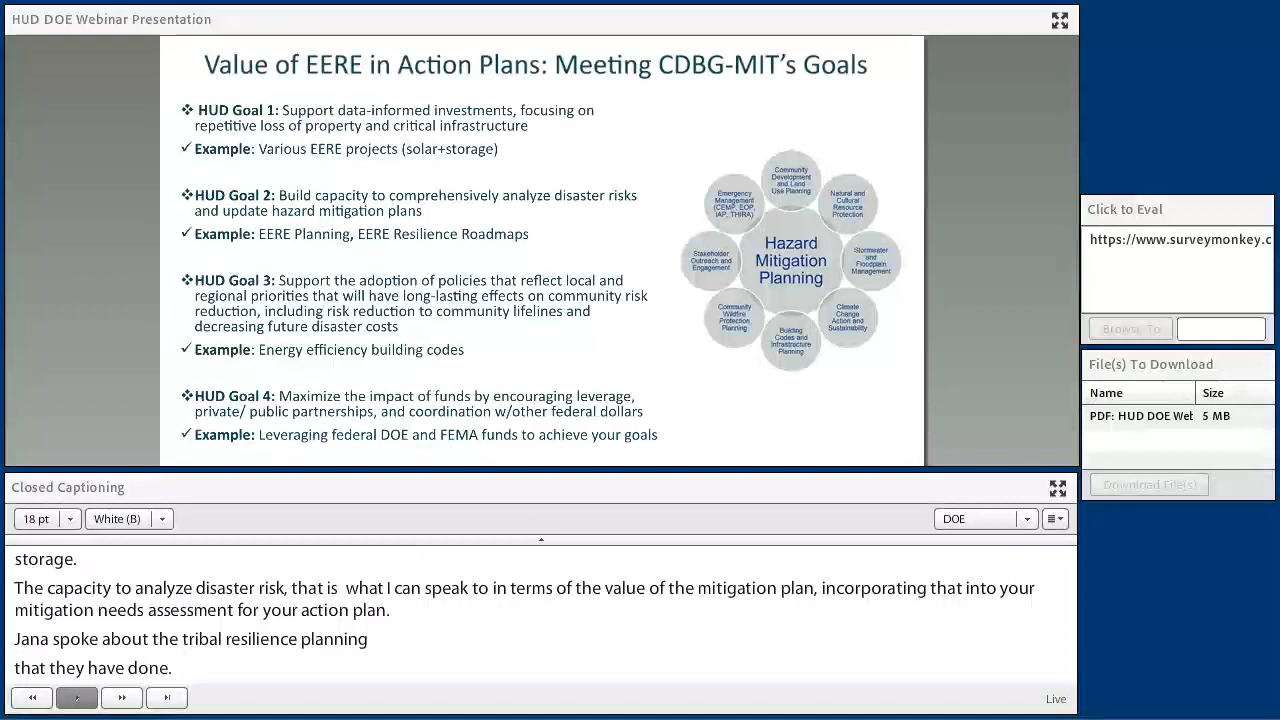 HUD DOE Webinar Presentation
Value of EERE in Action Plans: Meeting CDBG-MIT's Goals
❖ HUD Goal 1: Support data-informed investments, focusing on
repetitive loss of property and critical infrastructure
✓ Example: Various EERE projects (solar+storage)
❖HUD Goal 2: Build capacity to comprehensively analyze disaster risks
and update hazard mitigation plans
✓ Example: EERE Planning, EERE Resilience Roadmaps
❖HUD Goal 3: Support the adoption of policies that reflect local and
regional priorities that will have long-lasting effects on community risk
reduction, including risk reduction to community lifelines and
decreasing future disaster costs
✓ Example: Energy efficiency building codes
❖HUD Goal 4: Maximize the impact of funds by encouraging leverage,
private/ public partnerships, and coordination w/other federal dollars
✓ Example: Leveraging federal DOE and FEMA funds to achieve your goals
Hazard
Mitigation
Planning
Community
Development
and Land
Use Planning
Natural and
Cultural
Resource
Protection
Stormwater
and
Floodplain
Management
Climate
Change
Action and
Sustainability
Building
Codes and
Infrastructure
Planning
Community
Wildfire
Protection
Planning
Stakeholder
Outreach and
Engagement
Emergency
Management
(CEMP, EOP,
IAP, THIRA)
Click to Eval
https://www.surveymonkey.c
Browse To
File(s) To Download
Name Size
PDF: HUD DOE Wet 5 MB
Download File(s)
Closed Captioning
18 pt White (B) DOE
storage.
The capacity to analyze disaster risk, that is  what I can speak to in terms of the value of the mitigation plan, incorporating that into your
mitigation needs assessment for your action plan.
Jana spoke about the tribal resilience planning
that they have done.
Live